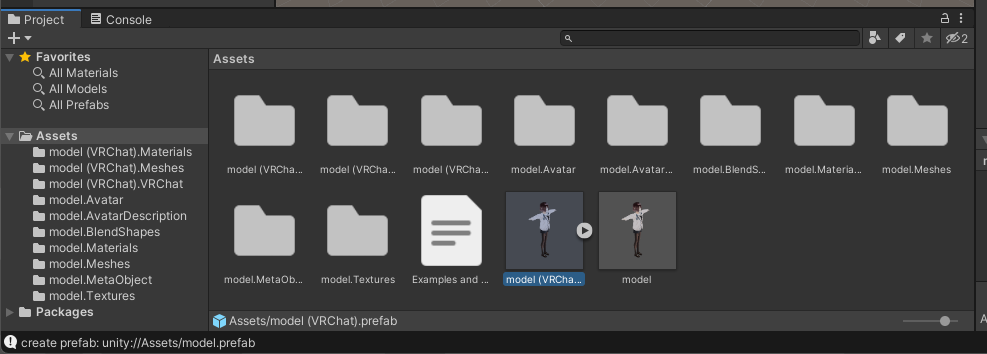 Project Console
2
Favorites
Assets
All Materials
All Models
All Prefabs
Assets
model (VRChat).Materials
model (VRChat).Meshes
model (VRChat).VRChat
model.Avatar
model.AvatarDescription
model.BlendShapes
model.Materials
model.Meshes
model.MetaObject
model.Textures
Packages
model (VRCha... model (VRCha... model (VRCha... model.Avatar model.Avatar... model.BlendS... model.Materia... model.Meshes
model.MetaOb... model.Textures Examples and ... model (VRCha... model
Assets/model (VRChat).prefab
create prefab: unity://Assets/model.prefab